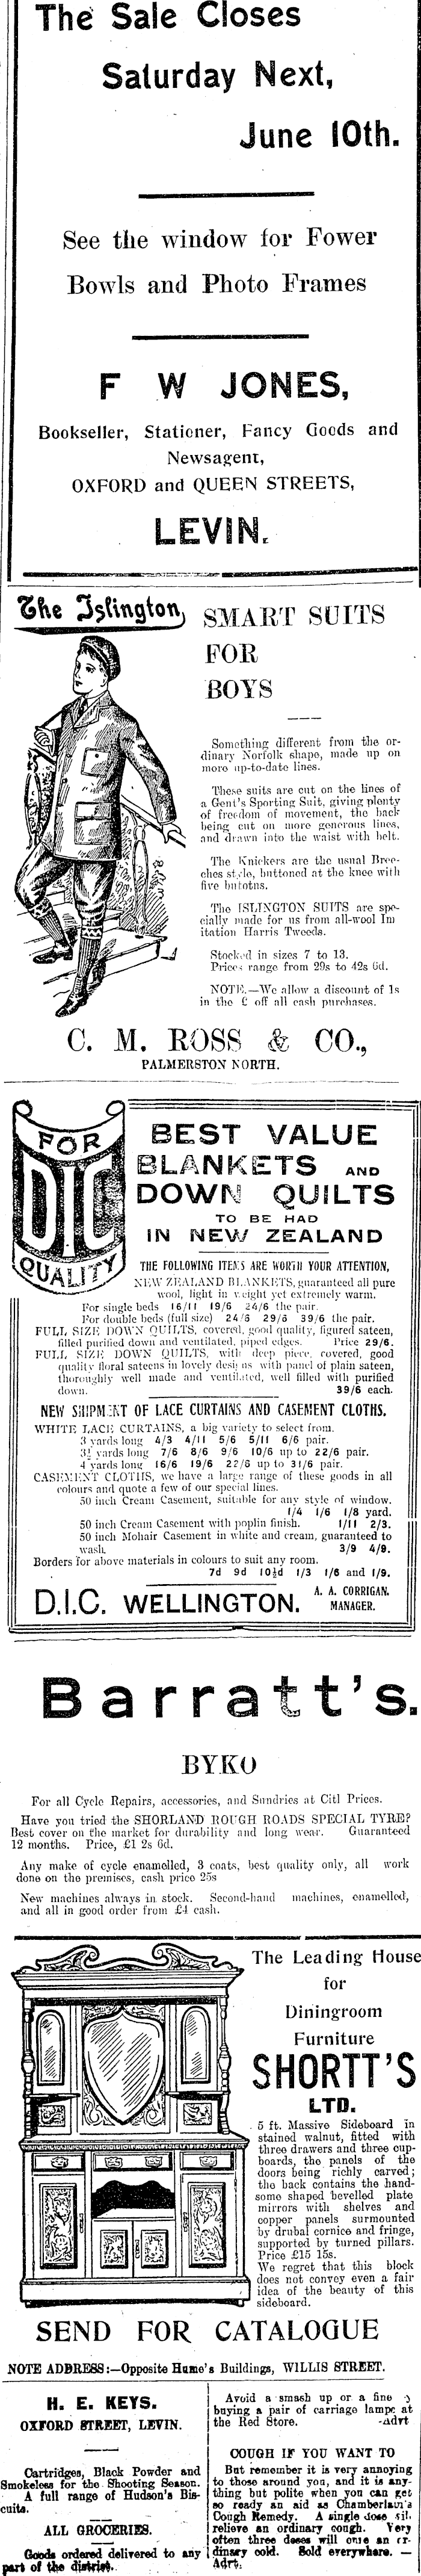 The Sale Closes
Saturday Next,
June 10th.
See the window for Fower
Bowls and Photo Frames
F W JONES,
Bookseller, Stationer, Fancy Goods and
Newsagent,
OXFORD and QUEEN STREETS,
LEVIN.
The Islington
SMART SUITS
FOR
BOYS
Something different from the or-
dinary Norfolk shape, made up on
more up-to-date lines.
These suits are cut on the lines of
a Gent's Sporting Suit, giving plenty
of freedom of movement, the back
being cut on more generous lines,
and drawn into the waist with belt.
The Knickers are the usual Bree-
ches style, buttoned at the knee with
five buttons.
The ISLINGTON SUITS are spe-
cially made for us from all-wool Im
itation Harris Tweeds.
Stocked in sizes 7 to 13.
Prices range from 29s to 42s 6d.
NOTE.—We allow a discount of 1s
in the £ off all cash purchases.
C. M. ROSS & CO.,
PALMERSTON NORTH.
FOR
DIC
QUALITY
BEST VALUE
BLANKETS AND
DOWN QUILTS
TO BE HAD
IN NEW ZEALAND
THE FOLLOWING ITEMS ARE WORTH YOUR ATTENTION,
NEW ZEALAND BLANKETS, guaranteed all pure
wool, light in weight yet extremely warm.
For single beds 16/11 19/6 24/6 the pair.
For double beds (full size) 24/6 29/6 39/6 the pair.
FULL SIZE DOWN QUILTS, covered, good quality, figured sateen,
filled purified down and ventilated, piped edges. Price 29/6.
FULL SIZE DOWN QUILTS, with deep piece, covered, good
quality floral sateens in lovely designs with panel of plain sateen,
thoroughly well made and ventilated, well filled with purified
down. 39/6 each.
NEW SHIPMENT OF LACE CURTAINS AND CASEMENT CLOTHS.
WHITE LACE CURTAINS, a big variety to select from.
3 yards long 4/3 4/11 5/6 5/11 6/6 pair.
3½ yards long 7/6 8/6 9/6 10/6 up to 22/6 pair.
4 yards long 16/6 19/6 22/6 up to 31/6 pair.
CASEMENT CLOTHS, we have a large range of these goods in all
colours and quote a few of our special lines.
50 inch Cream Casement, suitable for any style of window.
1/4 1/6 1/8 yard.
50 inch Cream Casement with poplin finish. 1/11 2/3.
50 inch Mohair Casement in white and cream, guaranteed to
wash. 3/9 4/9.
Borders for above materials in colours to suit any room.
7d 9d 10½d 1/3 1/6 and 1/9.
D.I.C. WELLINGTON.
A. A. CORRIGAN.
MANAGER.
Barratt's.
BYKO
For all Cycle Repairs, accessories, and Sundries at Citl Prices.
Have you tried the SHORLAND ROUGH ROADS SPECIAL TYRE?
Best cover on the market for durability and long wear. Guaranteed
12 months. Price, £1 2s 6d.
Any make of cycle enamelled, 3 coats, best quality only, all work
done on the premises, cash price 25s
New machines always in stock. Second-hand machines, enamelled,
and all in good order from £4 cash.
The Leading House
for
Diningroom
Furniture
SHORTT'S
LTD.
5 ft. Massive Sideboard in
stained walnut, fitted with
three drawers and three cup-
boards, the panels of the
doors being richly carved;
the back contains the hand-
some shaped bevelled plate
mirrors with shelves and
copper panels surmounted
by drubal cornice and fringe,
supported by turned pillars.
Price £15 15s.
We regret that this block
does not convey even a fair
idea of the beauty of this
sideboard.
SEND FOR CATALOGUE
NOTE ADDRESS:—Opposite Hume's Buildings, WILLIS STREET.
H. E. KEYS.
OXFORD STREET, LEVIN.
Cartridges, Black Powder and
Smokeless for the Shooting Season.
A full range of Hudson's Bis-
cuits.
ALL GROCERIES.
Goods ordered delivered to any
part of the district.
Avoid a smash up or a fine
buying a pair of carriage lamps at
the Red Store. -Advt
COUGH IF YOU WANT TO
But remember it is very annoying
to those around you, and it is any-
thing but polite when you can get
so ready an aid as Chamberlain's
Cough Remedy. A single dose
relieve an ordinary cough. Very
often three doses will an or-
dinary cold. Sold everywhere. —
Advt.